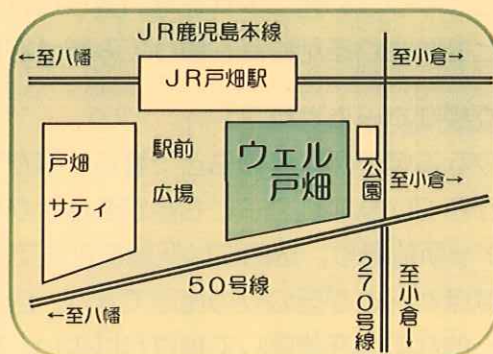 JR鹿児島本線
←至八幡
至小倉→
JR戸畑駅
戸畑
サティ
駅前
広場
ウェル
戸畑
公園
至小倉→
50号線
←至八幡
270号線
至小倉→